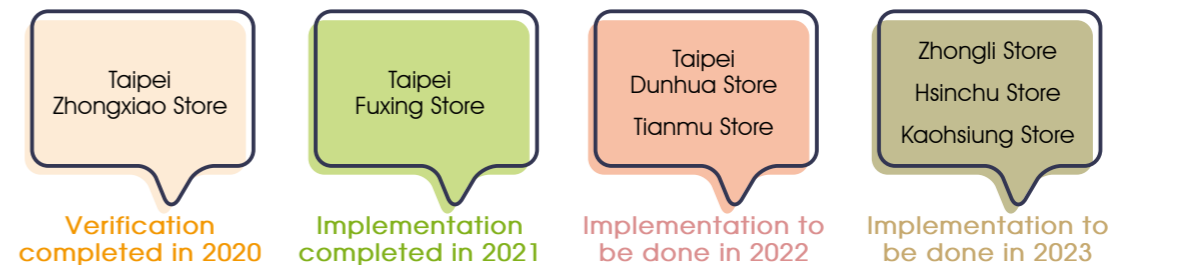 Taipei
Zhongxiao Store
Verification
completed in 2020
Taipei
Fuxing Store
Implementation
completed in 2021
Taipei
Dunhua Store
Tianmu Store
Implementation to
be done in 2022
Zhongli Store
Hsinchu Store
Kaohsiung Store
Implementation to
be done in 2023